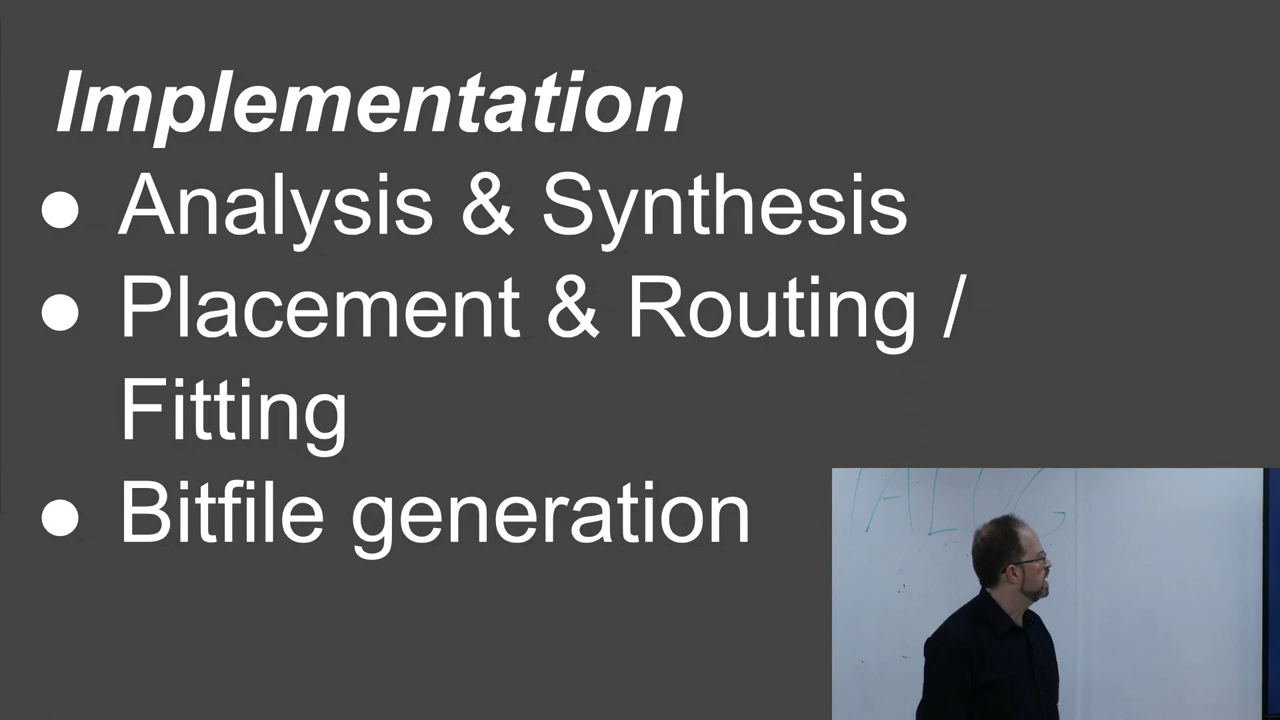 Implementation
● Analysis & Synthesis
● Placement & Routing /
Fitting
● Bitfile generation